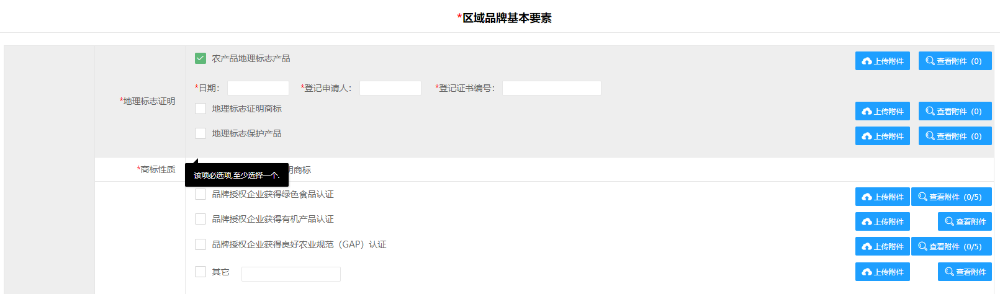 *区域品牌基本要素
农产品地理标志产品 上传附件 查看附件（0）
*日期： *登记申请人： *登记证书编号：
*地理标志证明
地理标志证明商标 上传附件 查看附件（0）
地理标志保护产品 上传附件 查看附件（0）
*商标性质 明商标
该项必选项,至少选择一个.
品牌授权企业获得绿色食品认证 上传附件 查看附件（0/5）
品牌授权企业获得有机产品认证 上传附件 查看附件
品牌授权企业获得良好农业规范（GAP）认证 上传附件 查看附件（0/5）
其它 上传附件 查看附件